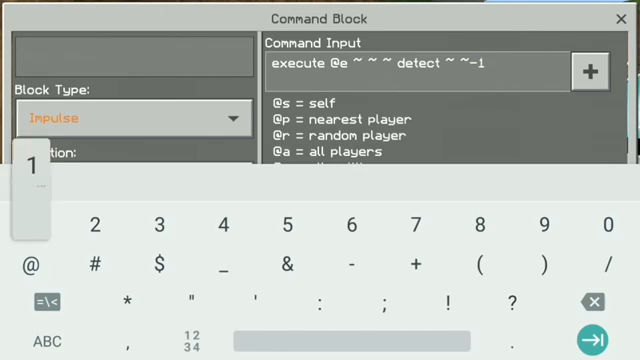 Command Block
Command Input
execute @e ~ ~ ~ detect ~ ~-1
Block Type:
Impulse
@s = self
@p = nearest player
@r = random player
@a = all players
tion:
1
2 3 4 5 6 7 8 9 0
@ # $ _ & - + ( ) /
=\< * " ' : ; ! ?
ABC , 12 34 .